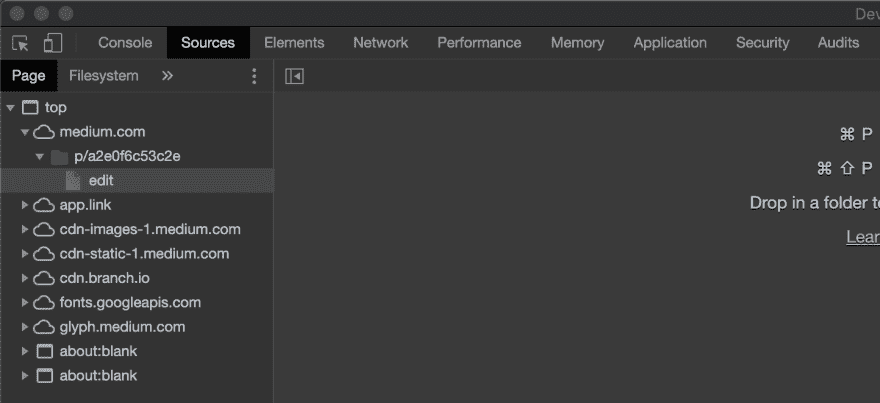 Dev
Console Sources Elements Network Performance Memory Application Security Audits
Page Filesystem »
top
medium.com
⌘ P
p/a2e0f6c53c2e
⌘ ⇧ P
edit
app.link
Drop in a folder to
cdn-images-1.medium.com
Lear
cdn-static-1.medium.com
cdn.branch.io
fonts.googleapis.com
glyph.medium.com
about:blank
about:blank